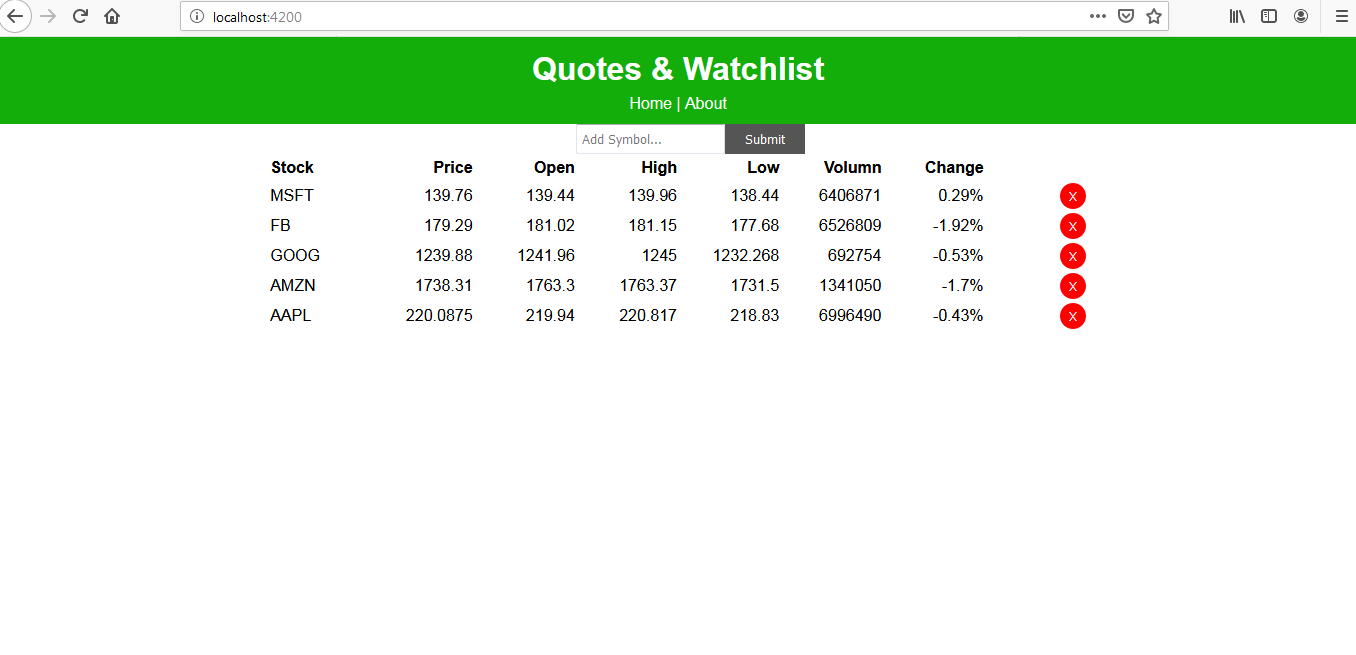 localhost:4200
Quotes & Watchlist
Home | About
Add Symbol... Submit
Stock Price Open High Low Volumn Change
MSFT 139.76 139.44 139.96 138.44 6406871 0.29% X
FB 179.29 181.02 181.15 177.68 6526809 -1.92% X
GOOG 1239.88 1241.96 1245 1232.268 692754 -0.53% X
AMZN 1738.31 1763.3 1763.37 1731.5 1341050 -1.7% X
AAPL 220.0875 219.94 220.817 218.83 6996490 -0.43% X